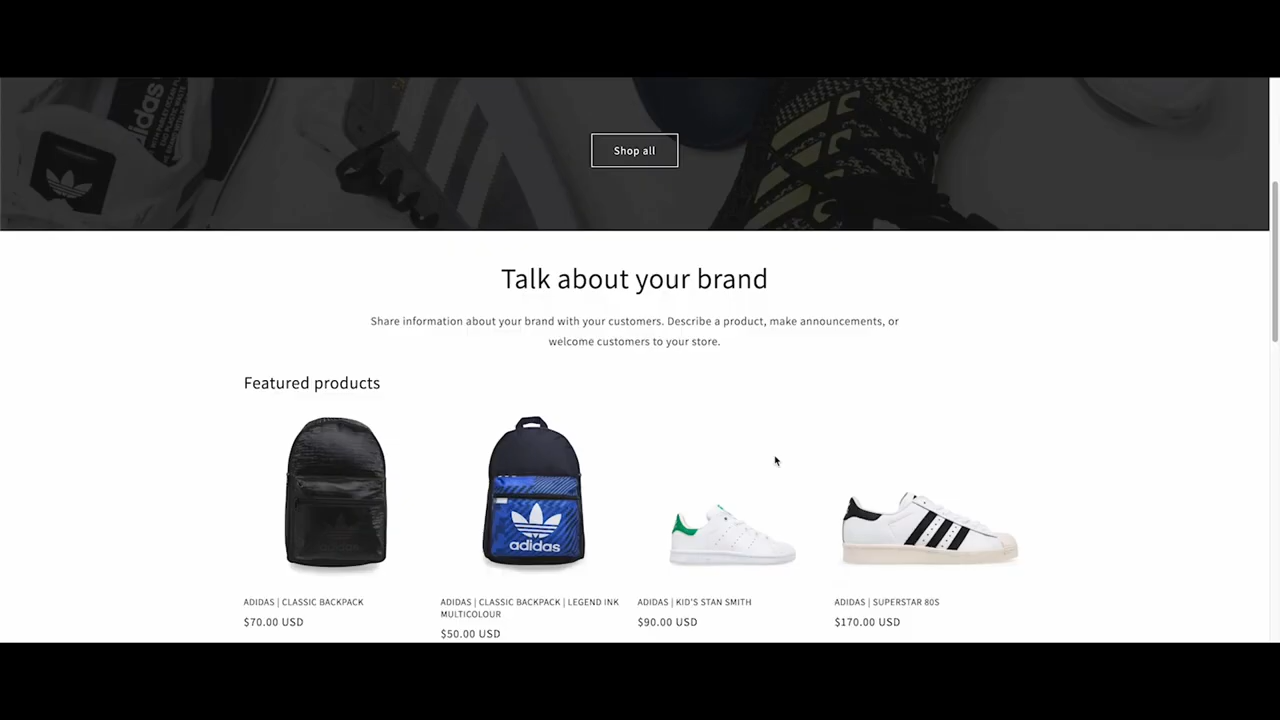 adidas
Shop all
Talk about your brand
Share information about your brand with your customers. Describe a product, make announcements, or
welcome customers to your store.
Featured products
adidas
adidas
ADIDAS | CLASSIC BACKPACK
$70.00 USD
ADIDAS | CLASSIC BACKPACK | LEGEND INK
MULTICOLOUR
$50.00 USD
ADIDAS | KID'S STAN SMITH
$90.00 USD
ADIDAS | SUPERSTAR 80S
$170.00 USD